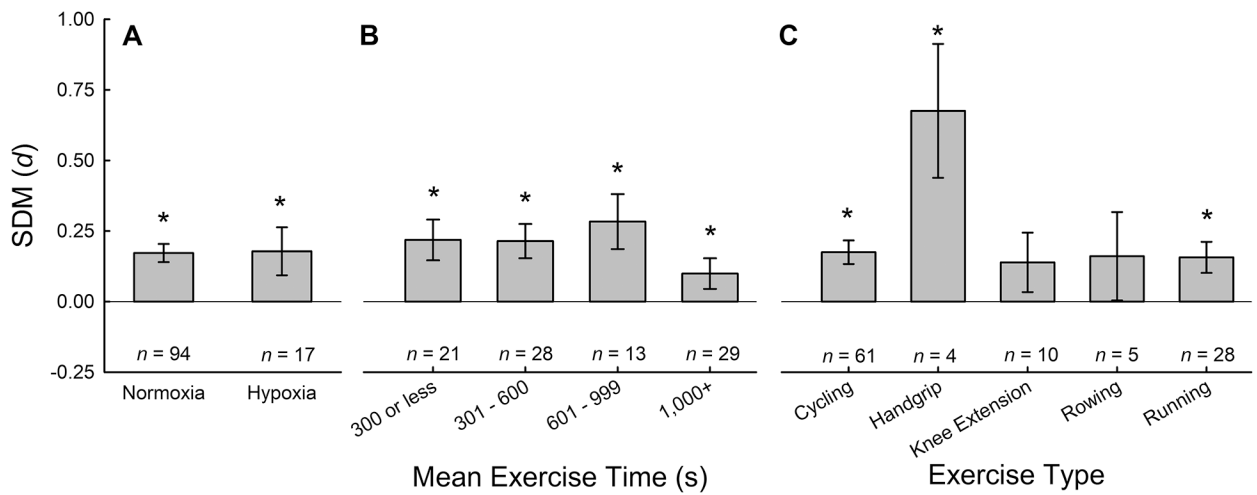 A
B
C
SDM (d)
1.00
0.75
0.50
0.25
0.00
-0.25
*
*
*
*
*
*
*
*
*
n = 94
n = 17
n = 21
n = 28
n = 13
n = 29
n = 61
n = 4
n = 10
n = 5
n = 28
Normoxia
Hypoxia
300 or less
301 - 600
601 - 999
1,000+
Cycling
Handgrip
Knee Extension
Rowing
Running
Mean Exercise Time (s)
Exercise Type